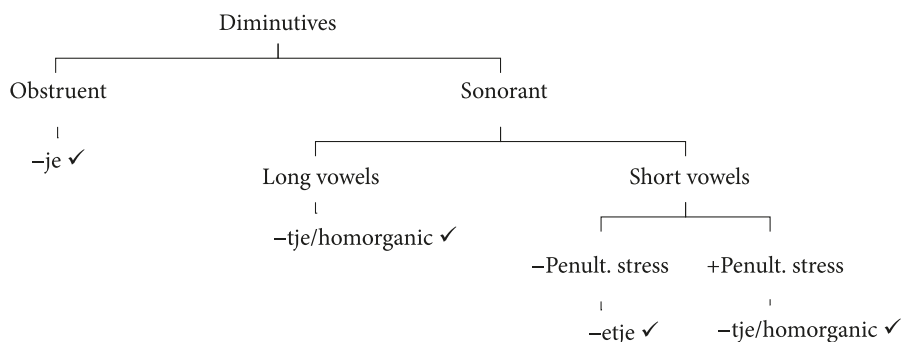 Diminutives
Obstruent Sonorant
–je ✓
Long vowels Short vowels
–tje/homorganic ✓
–Penult. stress +Penult. stress
–etje ✓ –tje/homorganic ✓